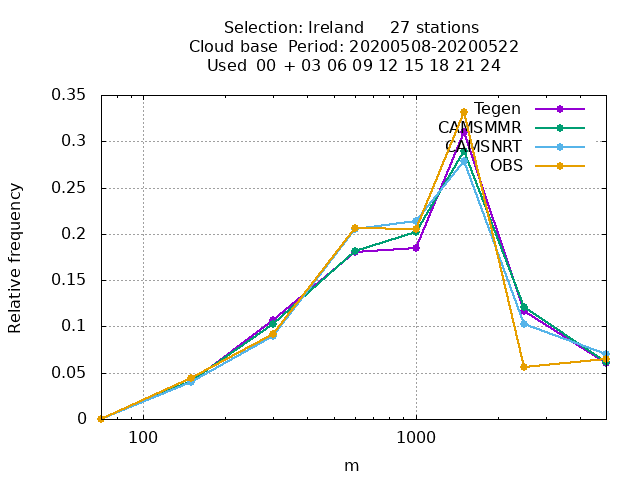 Selection: Ireland     27 stations
Cloud base  Period: 20200508-20200522
Used  00 + 03 06 09 12 15 18 21 24
0.35
0.3
0.25
0.2
0.15
0.1
0.05
0
Relative frequency
Tegen
CAMSMMR
CAMSNRT
OBS
100
1000
m